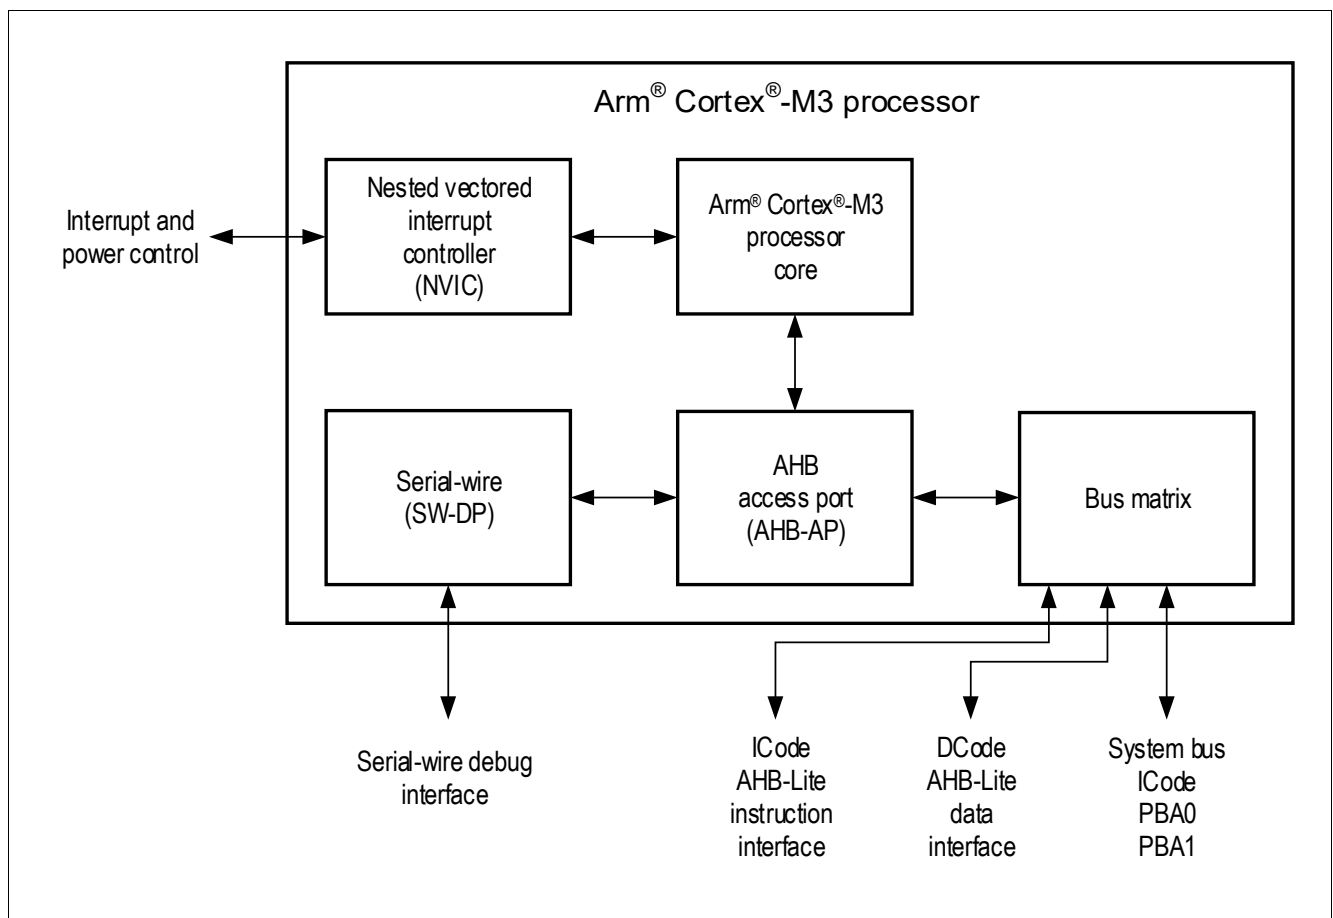 Arm® Cortex®-M3 processor
Nested vectored
interrupt
controller
(NVIC)
Arm® Cortex®-M3
processor
core
Interrupt and
power control
Serial-wire
(SW-DP)
AHB
access port
(AHB-AP)
Bus matrix
Serial-wire debug
interface
ICode
AHB-Lite
instruction
interface
DCode
AHB-Lite
data
interface
System bus
ICode
PBA0
PBA1